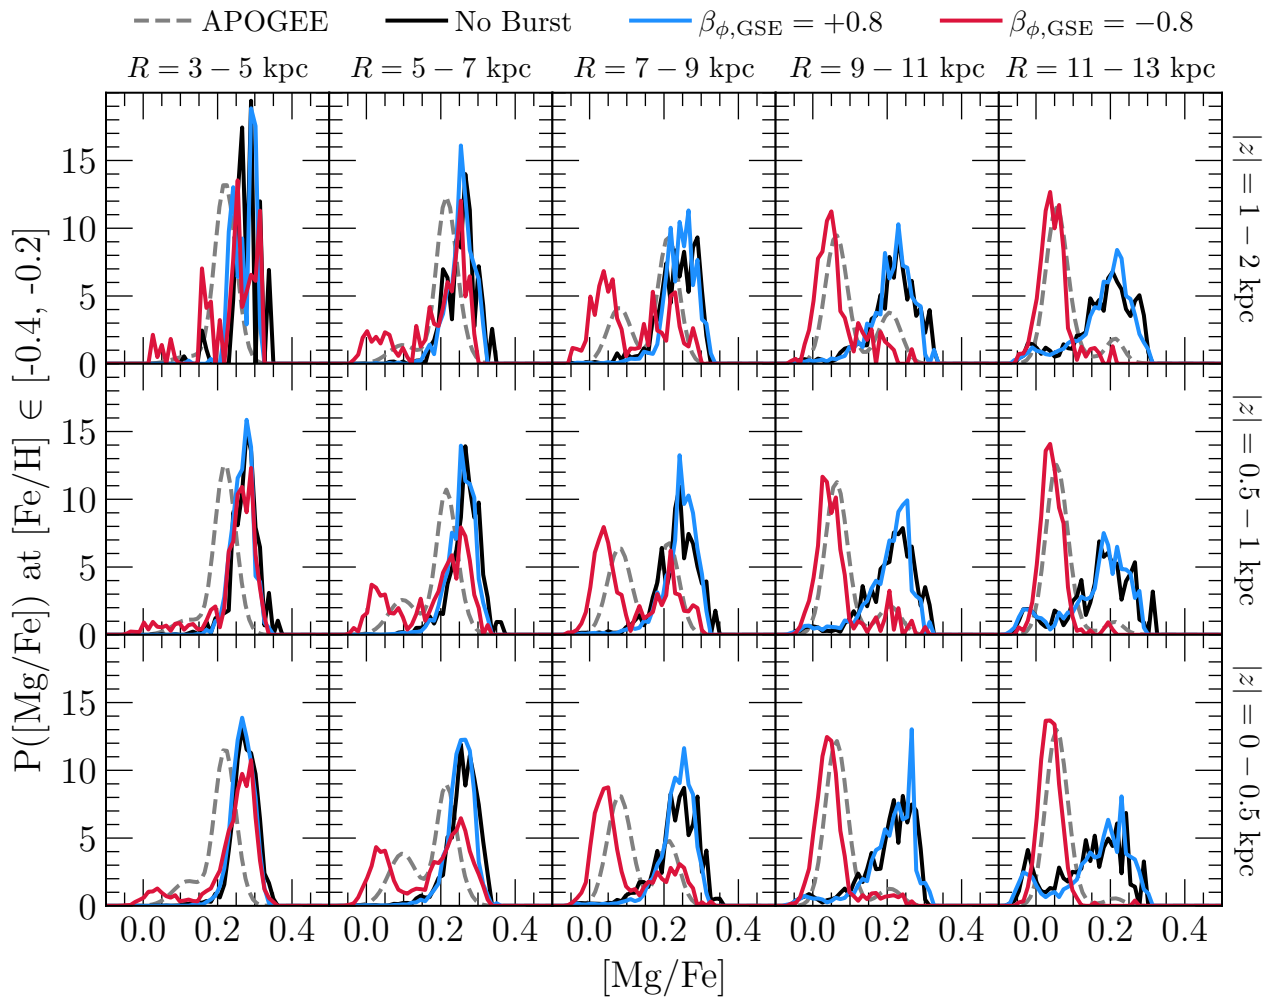 APOGEE No Burst βϕ,GSE = +0.8 βϕ,GSE = −0.8
R = 3 − 5 kpc R = 5 − 7 kpc R = 7 − 9 kpc R = 9 − 11 kpc R = 11 − 13 kpc
P([Mg/Fe]) at [Fe/H] ∈ [-0.4, -0.2]
15
10
5
0
|z| = 1 − 2 kpc
15
10
5
0
|z| = 0.5 − 1 kpc
15
10
5
0
|z| = 0 − 0.5 kpc
0.0 0.2 0.4 0.0 0.2 0.4 0.0 0.2 0.4 0.0 0.2 0.4 0.0 0.2 0.4
[Mg/Fe]